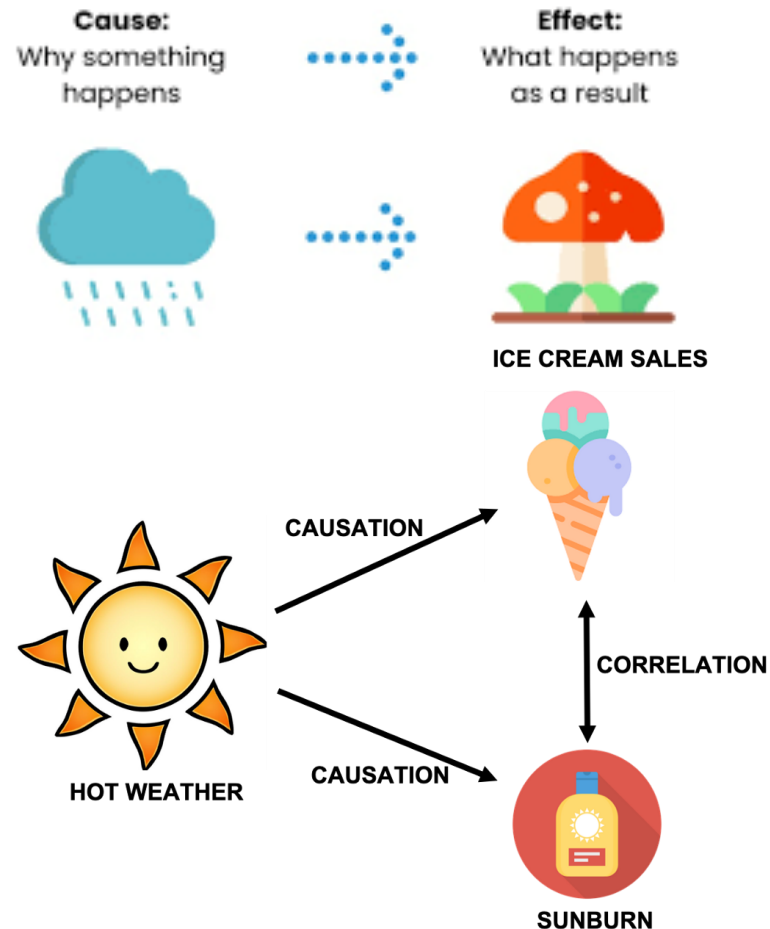 Cause:
Why something
happens
Effect:
What happens
as a result
ICE CREAM SALES
CAUSATION
CORRELATION
HOT WEATHER
CAUSATION
SUNBURN